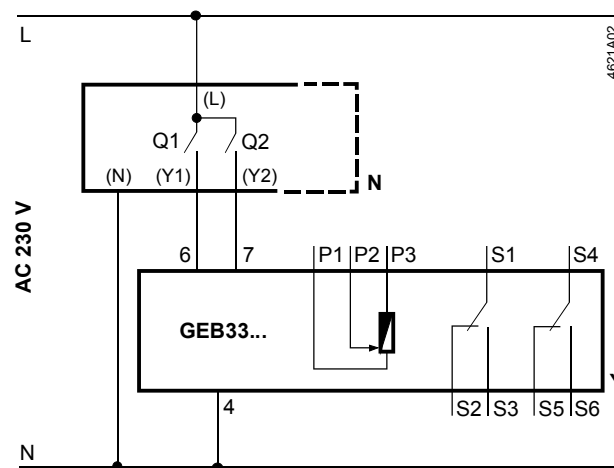 L
4621A02
(L)
Q1 Q2
(N) (Y1) (Y2)
N
AC 230 V
6 7 P1 P2 P3 S1 S4
GEB33...
4 S2 S3 S5 S6
N